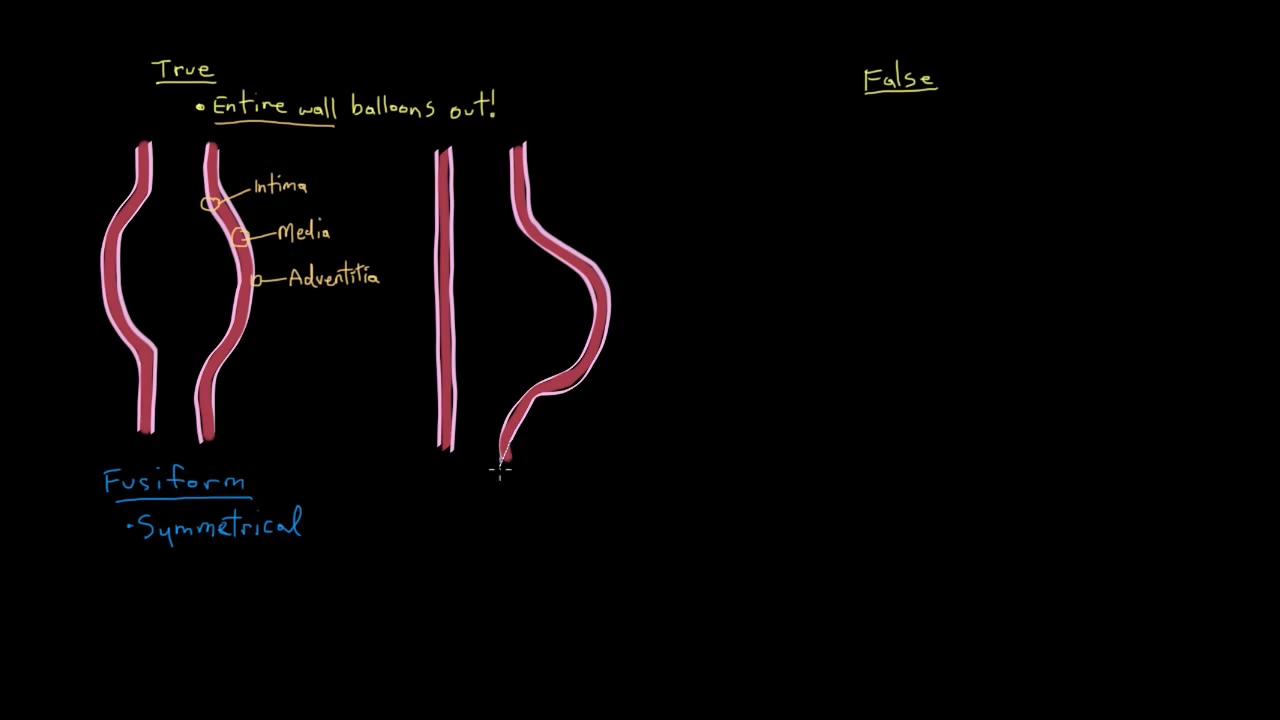 True
• Entire wall balloons out!
Intima
Media
Adventitia
Fusiform
• Symmetrical
False